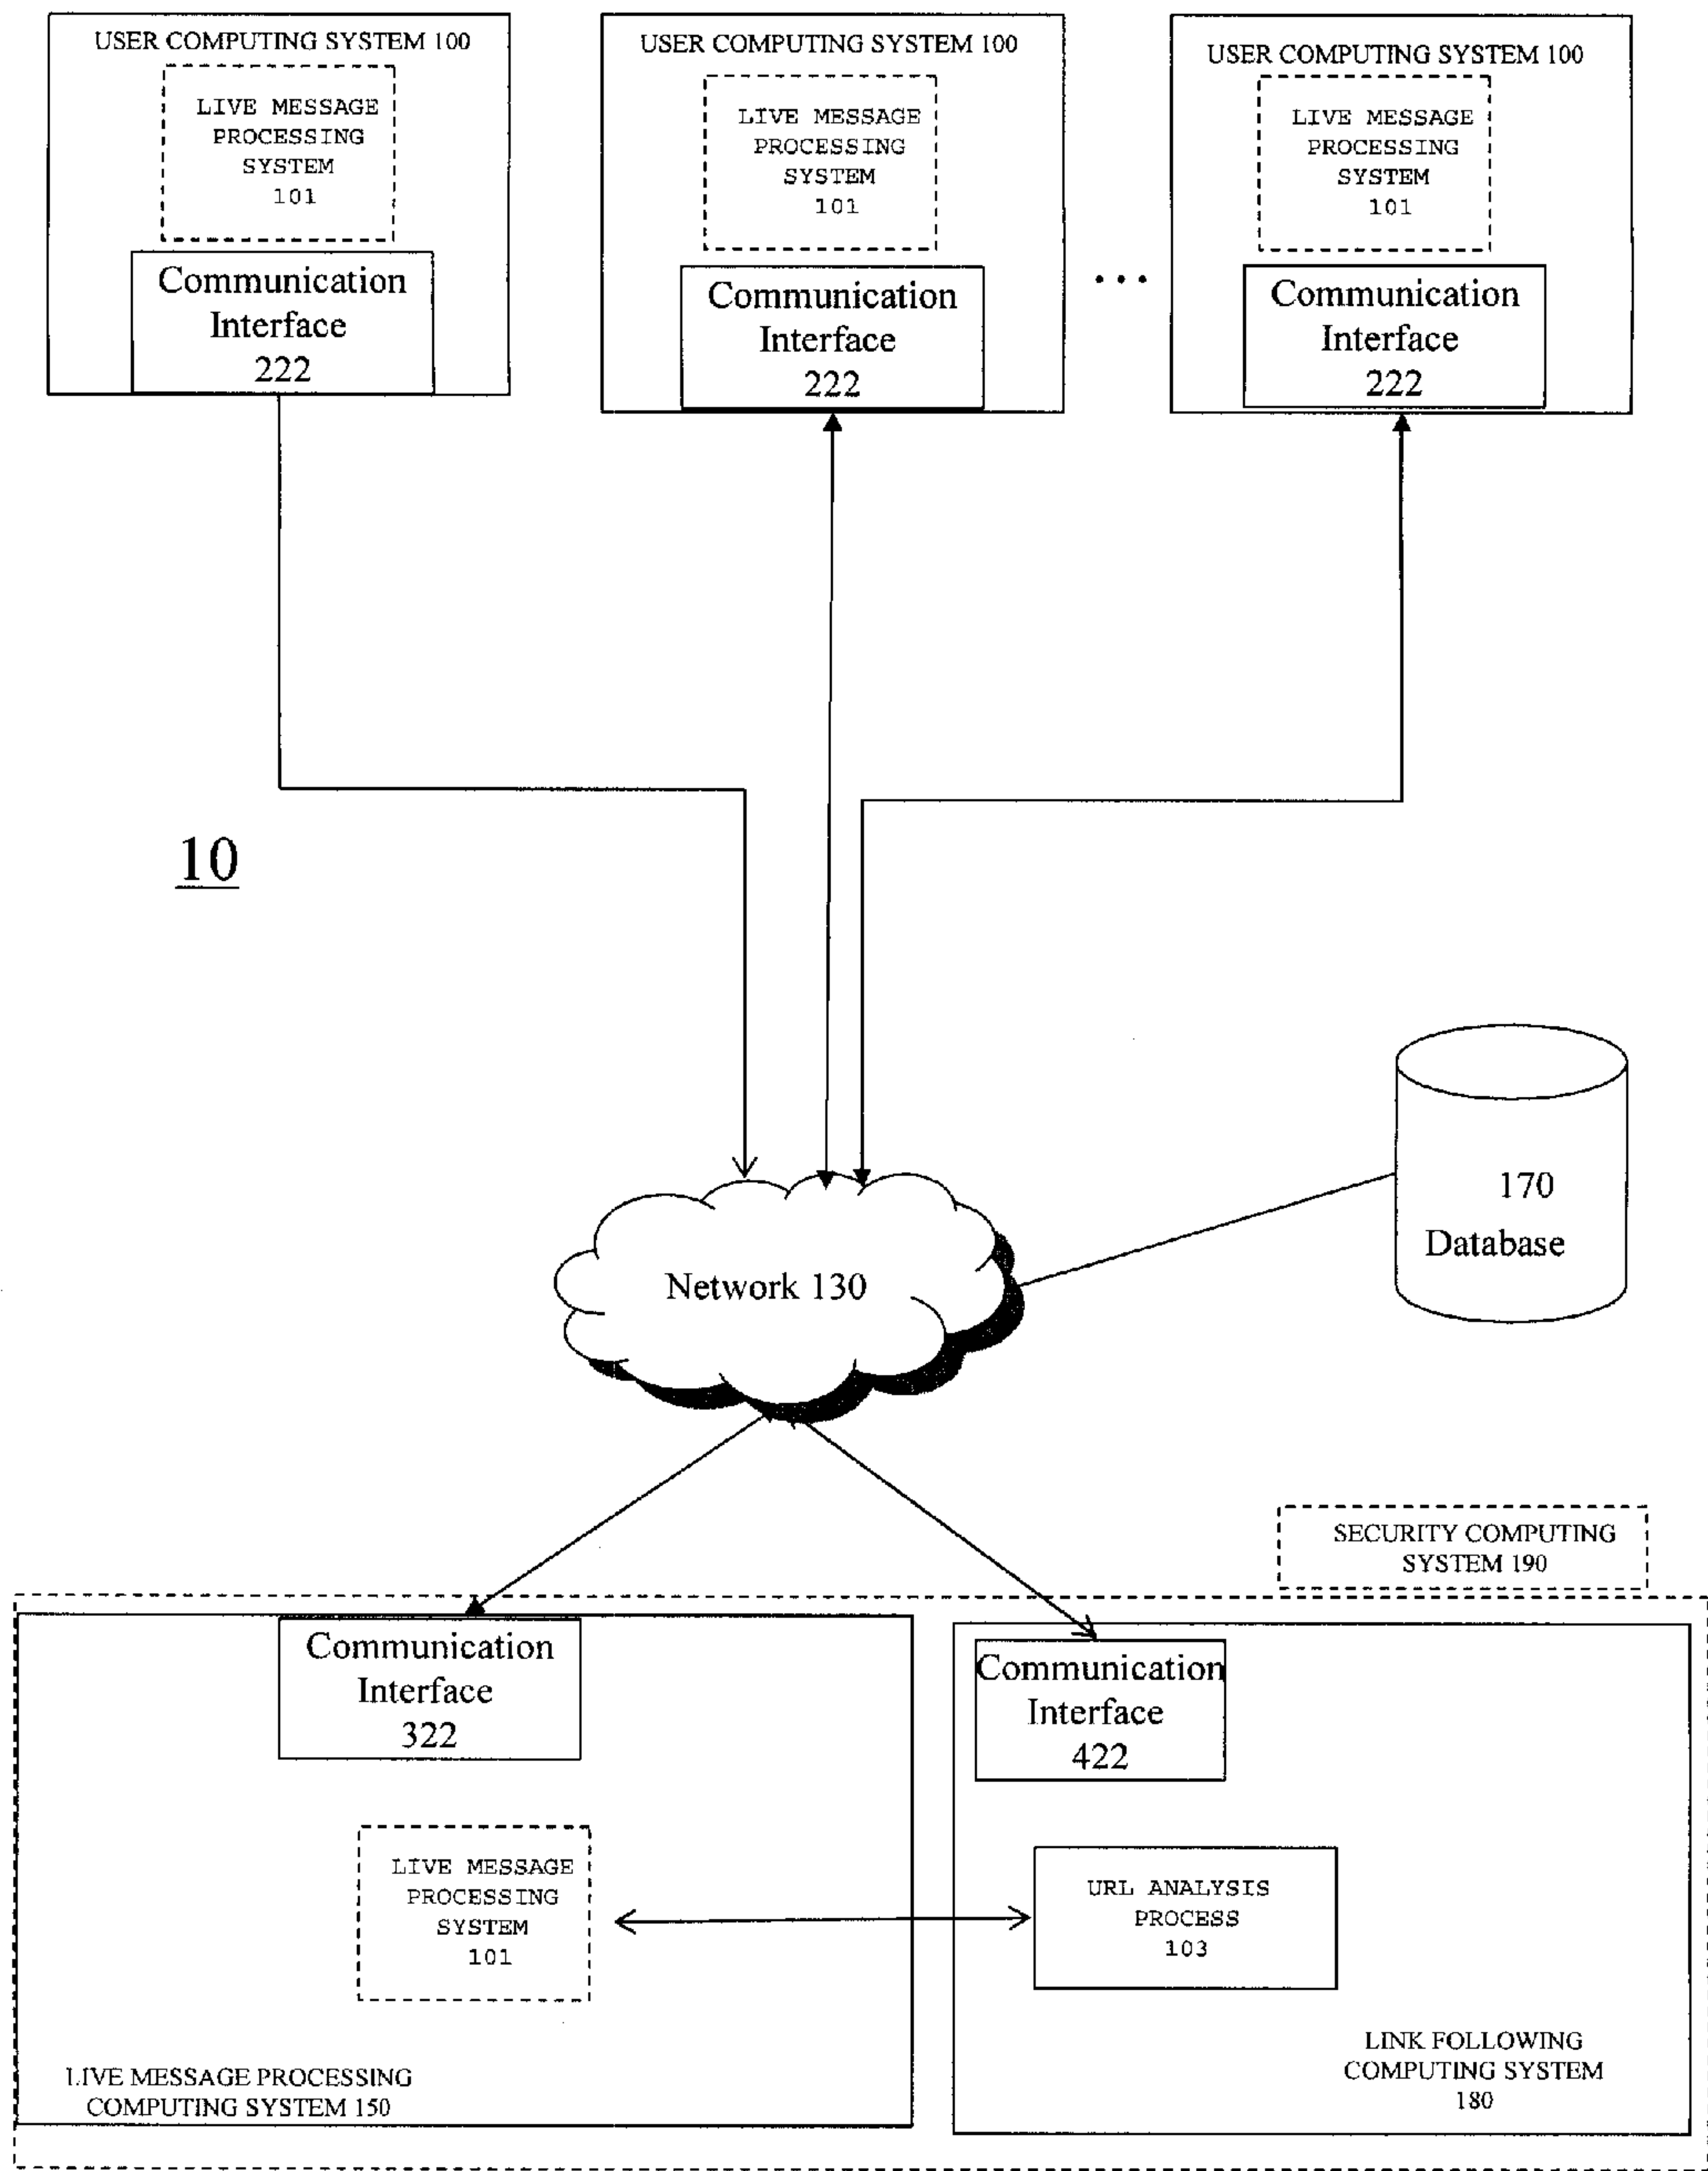 USER COMPUTING SYSTEM 100
LIVE MESSAGE
PROCESSING
SYSTEM
101
Communication
Interface
222
USER COMPUTING SYSTEM 100
LIVE MESSAGE
PROCESSING
SYSTEM
101
Communication
Interface
222
...
USER COMPUTING SYSTEM 100
LIVE MESSAGE
PROCESSING
SYSTEM
101
Communication
Interface
222
10
170
Database
Network 130
SECURITY COMPUTING
SYSTEM 190
Communication
Interface
322
LIVE MESSAGE
PROCESSING
SYSTEM
101
LIVE MESSAGE PROCESSING
COMPUTING SYSTEM 150
Communication
Interface
422
URL ANALYSIS
PROCESS
103
LINK FOLLOWING
COMPUTING SYSTEM
180